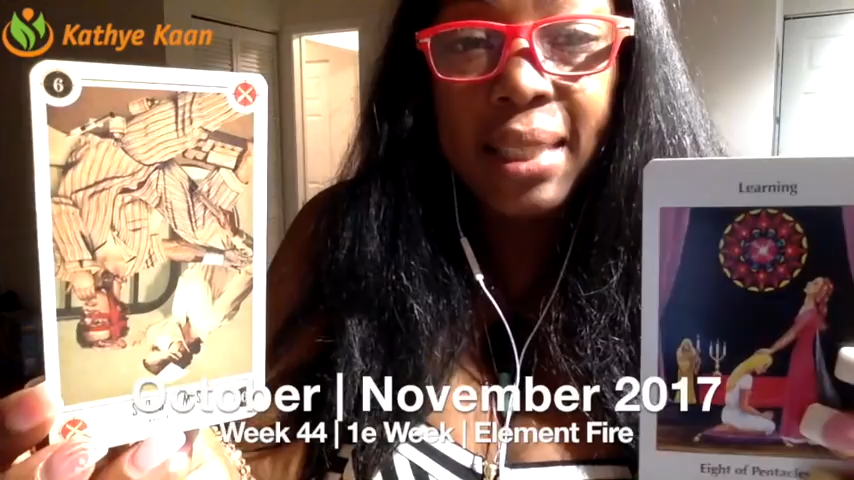 Kathye Kaan
6
Learning
October | November 2017
Week 44 | 1e Week | Element Fire
Eight of Pentacles